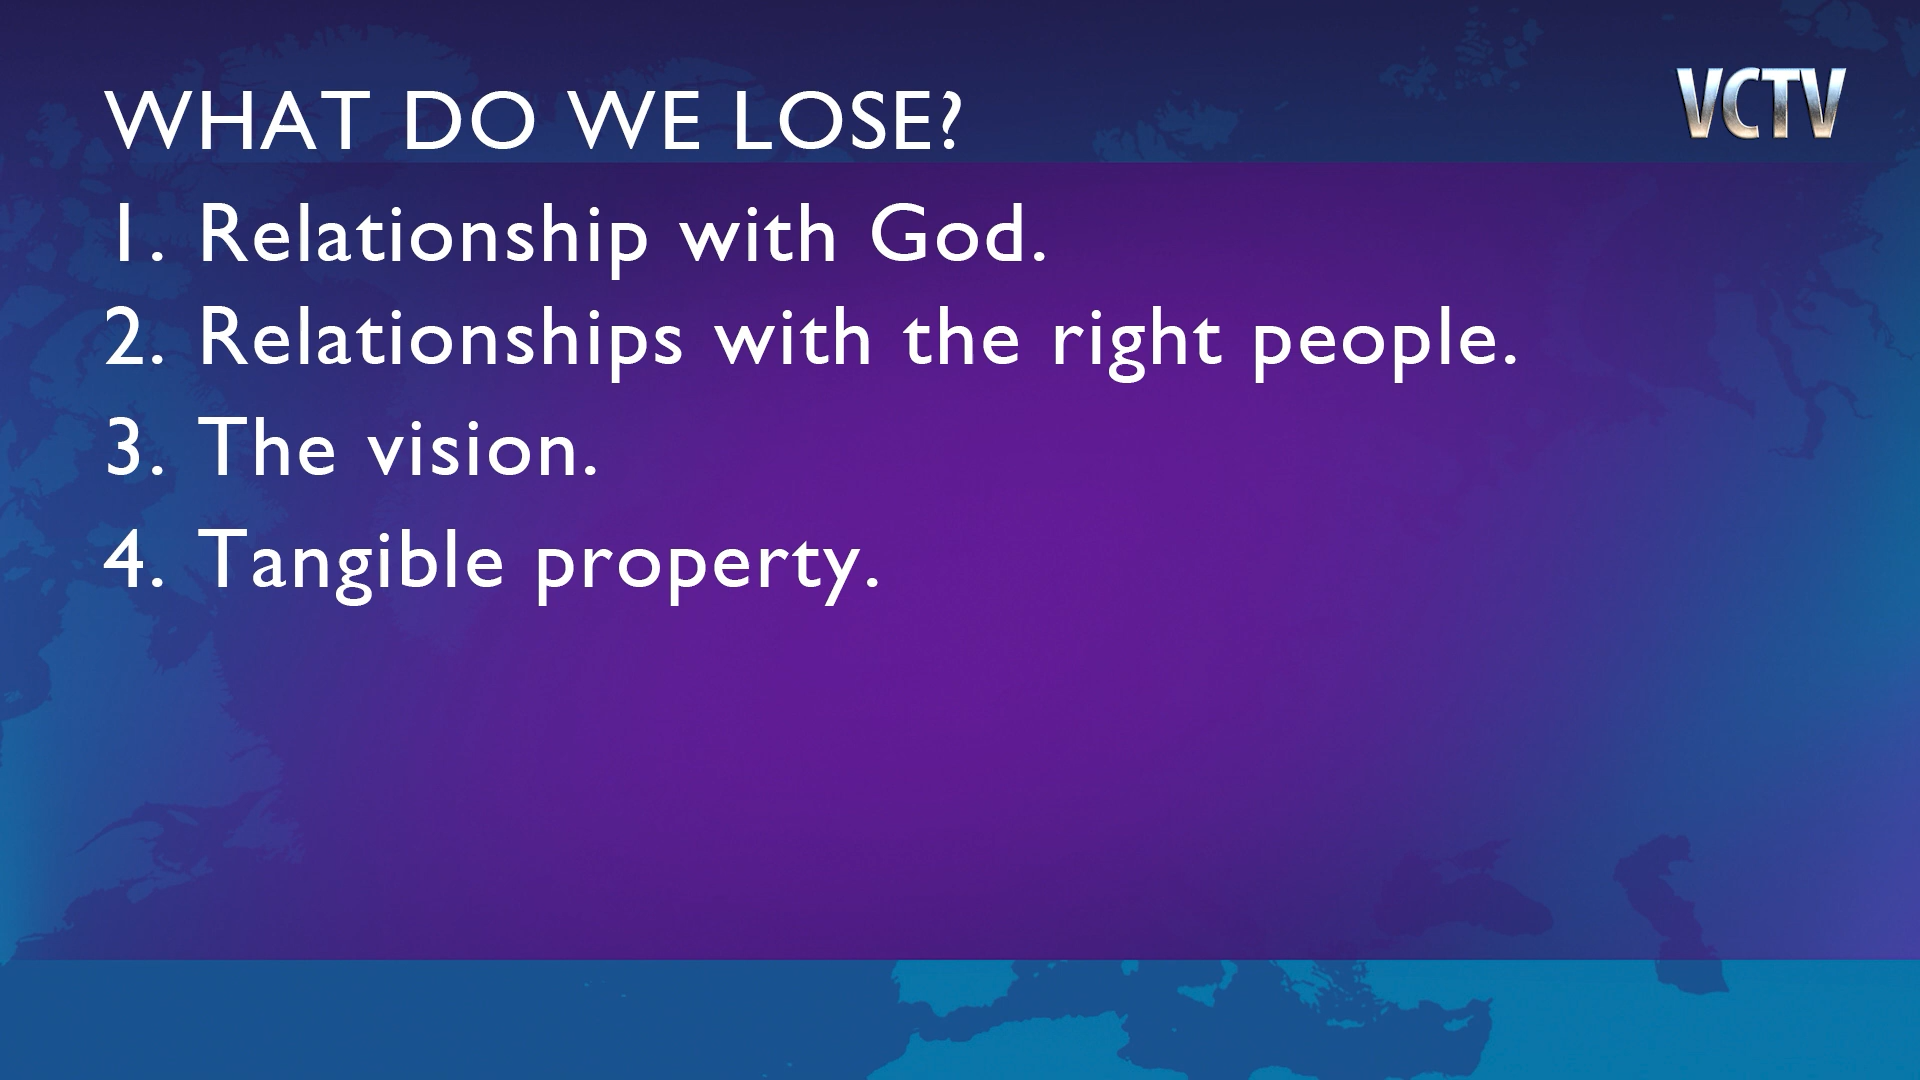 WHAT DO WE LOSE?
VCTV
1. Relationship with God.
2. Relationships with the right people.
3. The vision.
4. Tangible property.